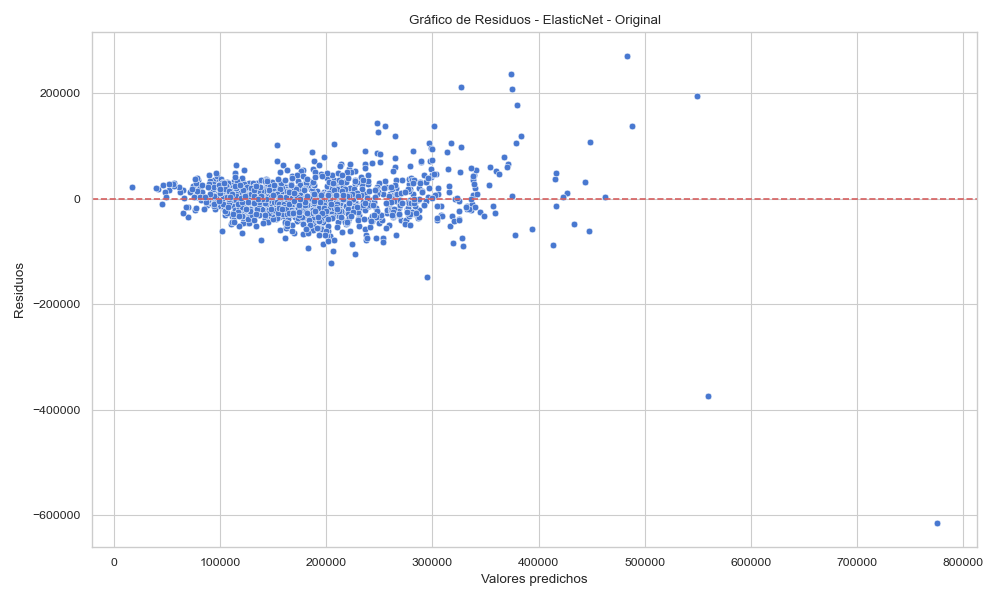 Gráfico de Residuos - ElasticNet - Original
Residuos
200000
0
−200000
−400000
−600000
0 100000 200000 300000 400000 500000 600000 700000 800000
Valores predichos